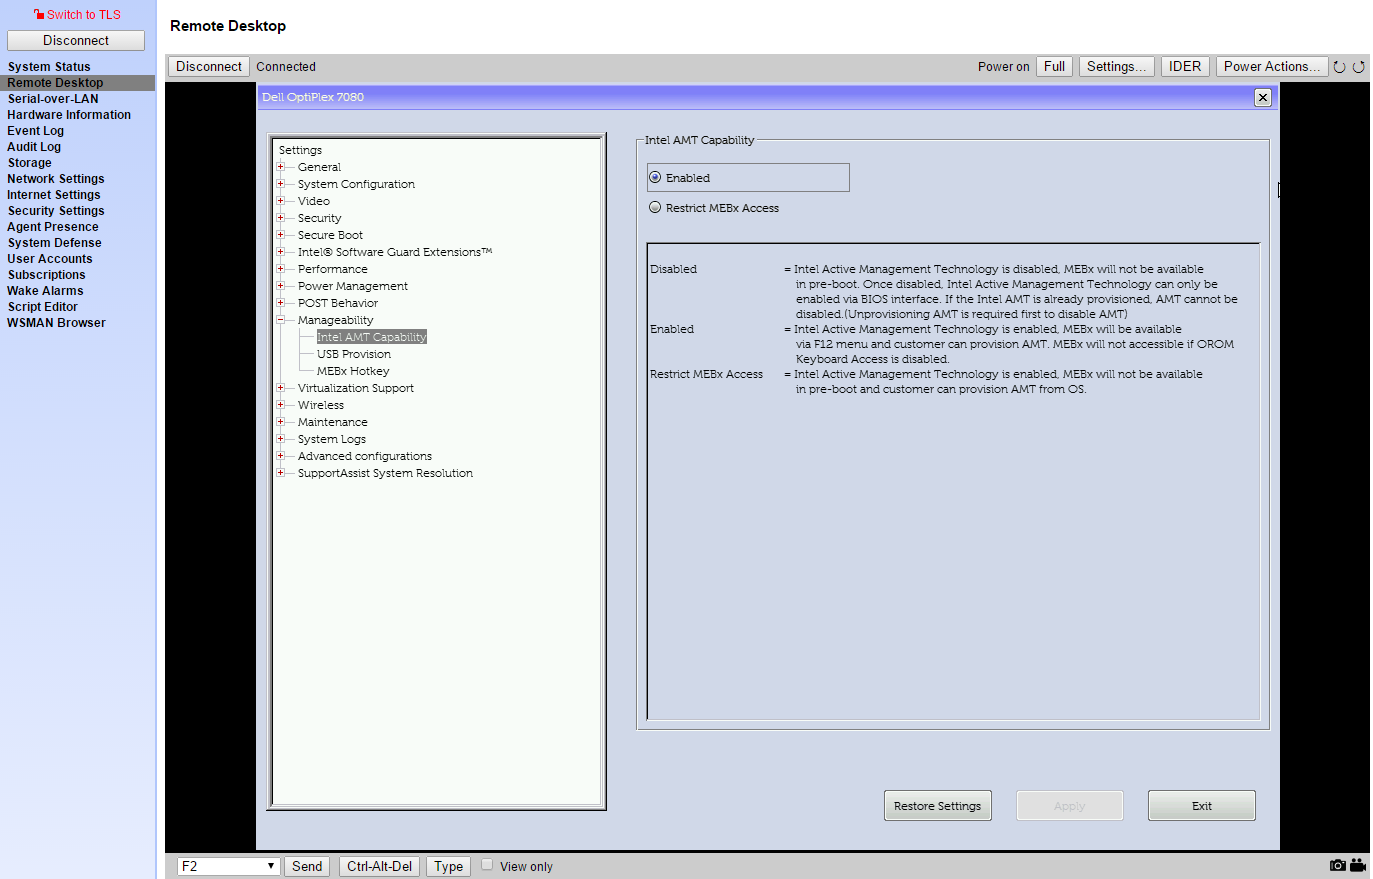 Switch to TLS
Disconnect
System Status
Remote Desktop
Serial-over-LAN
Hardware Information
Event Log
Audit Log
Storage
Network Settings
Internet Settings
Security Settings
Agent Presence
System Defense
User Accounts
Subscriptions
Wake Alarms
Script Editor
WSMAN Browser
Remote Desktop
Disconnect Connected Power on Full Settings... IDER Power Actions...
Dell OptiPlex 7080
Settings
General
System Configuration
Video
Security
Secure Boot
Intel® Software Guard Extensions™
Performance
Power Management
POST Behavior
Manageability
Intel AMT Capability
USB Provision
MEBx Hotkey
Virtualization Support
Wireless
Maintenance
System Logs
Advanced configurations
SupportAssist System Resolution
Intel AMT Capability
Enabled
Restrict MEBx Access
Disabled = Intel Active Management Technology is disabled, MEBx will not be available
in pre-boot. Once disabled, Intel Active Management Technology can only be
enabled via BIOS interface. If the Intel AMT is already provisioned, AMT cannot be
disabled.(Unprovisioning AMT is required first to disable AMT)
Enabled = Intel Active Management Technology is enabled, MEBx will be available
via F12 menu and customer can provision AMT. MEBx will not accessible if OROM
Keyboard Access is disabled.
Restrict MEBx Access = Intel Active Management Technology is enabled, MEBx will not be available
in pre-boot and customer can provision AMT from OS.
Restore Settings Apply Exit
F2 Send Ctrl-Alt-Del Type View only